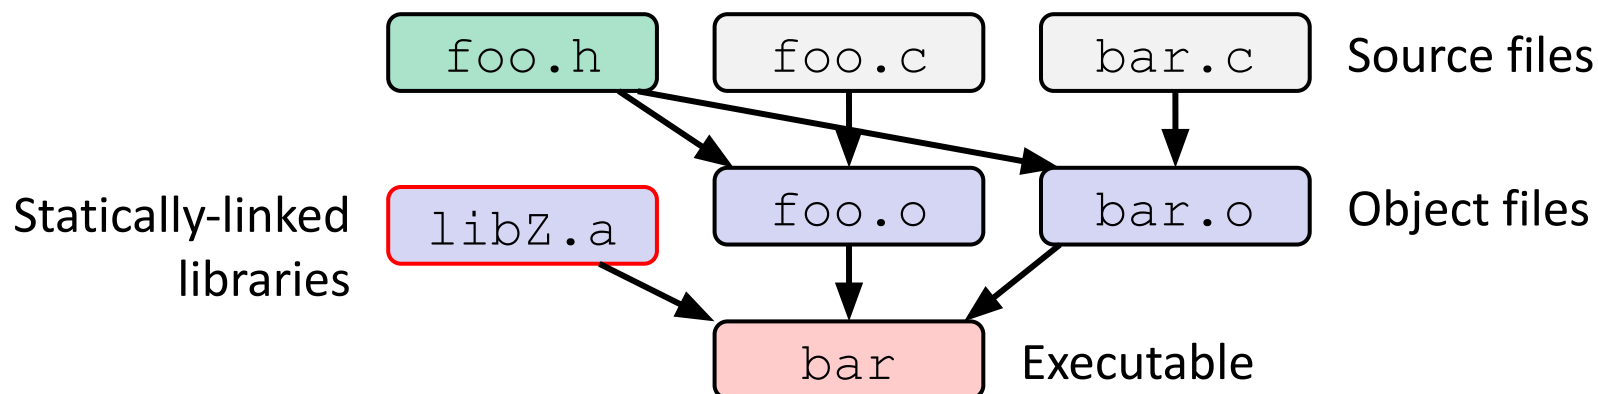 foo.h foo.c bar.c Source files
Statically-linked
libraries
libZ.a foo.o bar.o Object files
bar Executable